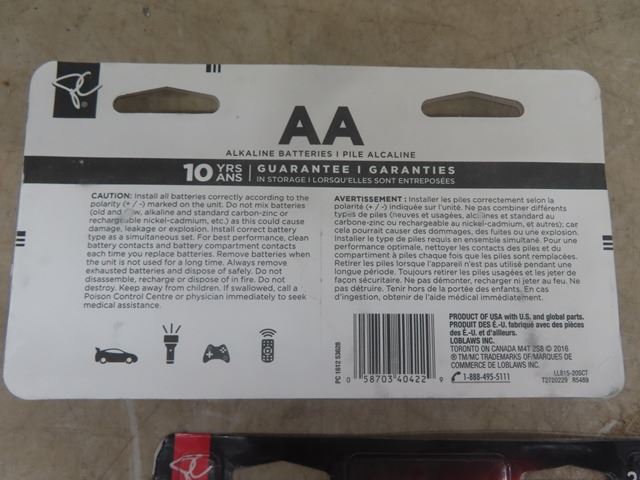 PC
AA
ALKALINE BATTERIES | PILE ALCALINE
10 YRS ANS | GUARANTEE | GARANTIES
IN STORAGE | LORSQU'ELLES SONT ENTREPOSÉES
CAUTION: Install all batteries correctly according to the
polarity (+ / -) marked on the unit. Do not mix batteries
(old and new, alkaline and standard carbon-zinc or
rechargeable nickel-cadmium, etc.) as this could cause
damage, leakage or explosion. Install correct battery
type as a simultaneous set. For best performance, clean
battery contacts and battery compartment contacts
each time you replace batteries. Remove batteries when
the unit is not used for a long time. Always remove
exhausted batteries and dispose of safely. Do not
disassemble, recharge or dispose of in fire. Do not
destroy. Keep away from children. If swallowed, call a
Poison Control Centre or physician immediately to seek
medical assistance.
AVERTISSEMENT : Installer les piles correctement selon la
polarité (+ / -) indiquée sur l'unité. Ne pas combiner différents
types de piles (neuves et usagées, alcalines et standard au
carbone-zinc ou rechargeable au nickel-cadmium, et autres); car
cela pourrait causer des dommages, des fuites ou une explosion.
Installer le type de piles requis en ensemble simultané. Pour une
performance optimale, nettoyer les contacts des piles et du
compartiment à piles chaque fois que les piles sont remplacées.
Retirer les piles lorsque l'appareil n'est pas utilisé pendant une
longue période. Toujours retirer les piles usagées et les jeter de
façon sécuritaire. Ne pas démonter, recharger ni jeter au feu. Ne
pas détruire. Tenir hors de la portée des enfants. En cas
d'ingestion, obtenir de l'aide médical immédiatement.
PC 1612 S3628
0 58703 40422 9
PRODUCT OF USA with U.S. and global parts.
PRODUIT DES É.-U. fabriqué avec des pièces
des É.-U. et d'ailleurs.
LOBLAWS INC.
TORONTO ON CANADA M4T 2S8 © 2016
®/TM/MC TRADEMARKS OF/MARQUES DE
COMMERCE DE LOBLAWS INC.
1-888-495-5111
LL815-20SCT
T2720229 R5489